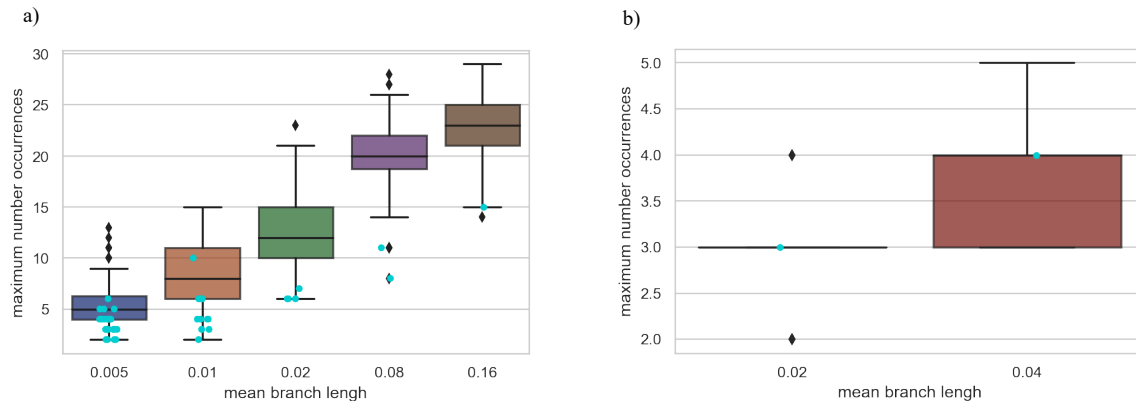 a)
30
25
20
15
10
5
maximum number occurrences
0.005 0.01 0.02 0.08 0.16
mean branch lengh
b)
5.0
4.5
4.0
3.5
3.0
2.5
2.0
maximum number occurrences
0.02 0.04
mean branch lengh